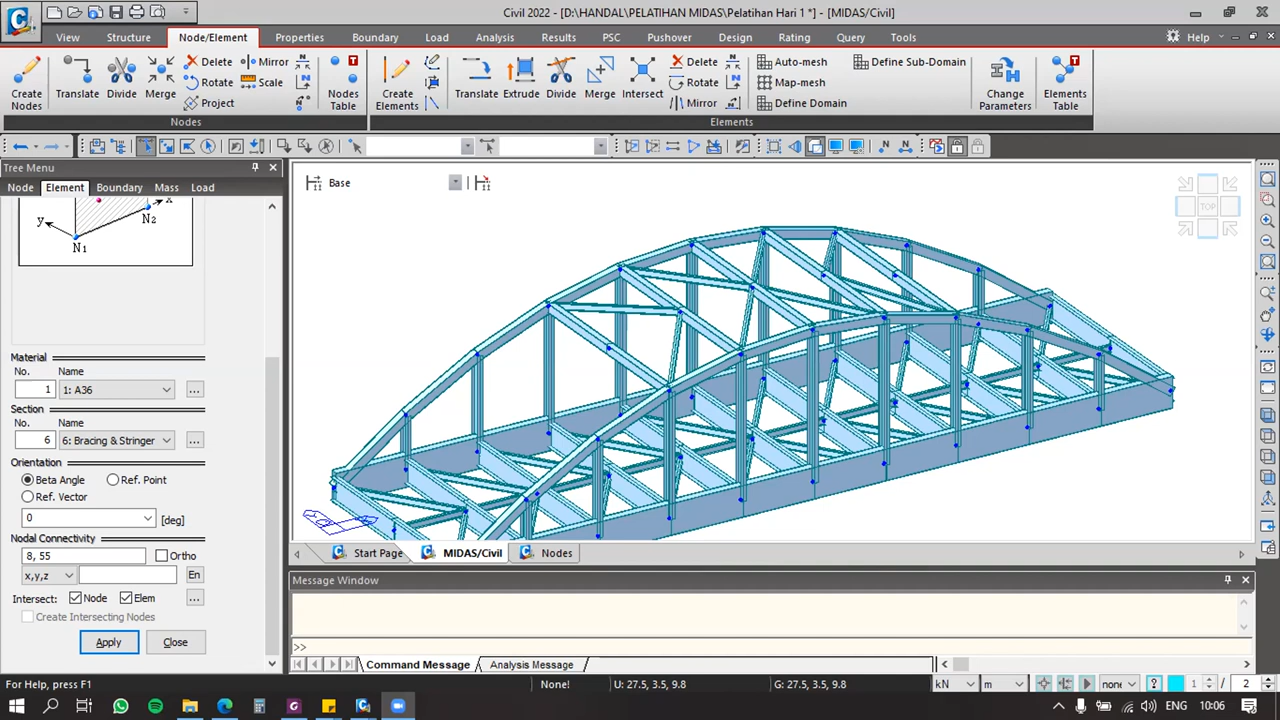 Civil 2022 - [D:\HANDAL\PELATIHAN MIDAS\Pelatihan Hari 1 *] - [MIDAS/Civil]
View Structure Node/Element Properties Boundary Load Analysis Results PSC Pushover Design Rating Query Tools Help
Create Nodes
Translate
Divide
Merge
Delete
Rotate
Project
Mirror
Scale
Nodes Table
Create Elements
Translate
Extrude
Divide
Merge
Intersect
Delete
Rotate
Mirror
Auto-mesh
Map-mesh
Define Domain
Define Sub-Domain
Change Parameters
Elements Table
Nodes
Elements
Tree Menu
Node Element Boundary Mass Load
y
x
N1
N2
Material
No. Name
1 1: A36 ...
Section
No. Name
6 6: Bracing & Stringer ...
Orientation
Beta Angle Ref. Point
Ref. Vector
0 [deg]
Nodal Connectivity
8, 55 Ortho
x,y,z En
Intersect: Node Elem ...
Create Intersecting Nodes
Apply Close
Base
TOP
Start Page MIDAS/Civil Nodes
Message Window
>>
Command Message Analysis Message
For Help, press F1 None! U: 27.5, 3.5, 9.8 G: 27.5, 3.5, 9.8 kN m none ? 1 / 2
ENG 10:06